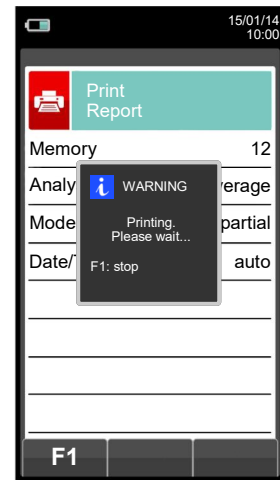 15/01/14
10:00
Print
Report
Memory 12
Analy verage
Mode partial
Date/ auto
WARNING
Printing.
Please wait...
F1: stop
F1